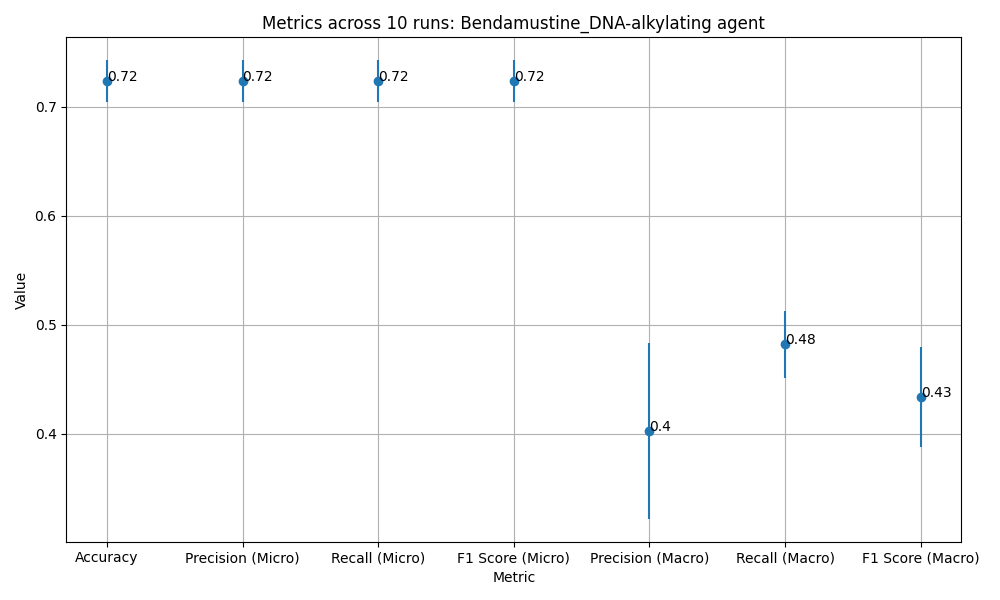 Metrics across 10 runs: Bendamustine_DNA-alkylating agent
0.72
0.72
0.72
0.72
0.4
0.48
0.43
0.7
0.6
0.5
0.4
Value
Accuracy
Precision (Micro)
Recall (Micro)
F1 Score (Micro)
Precision (Macro)
Recall (Macro)
F1 Score (Macro)
Metric